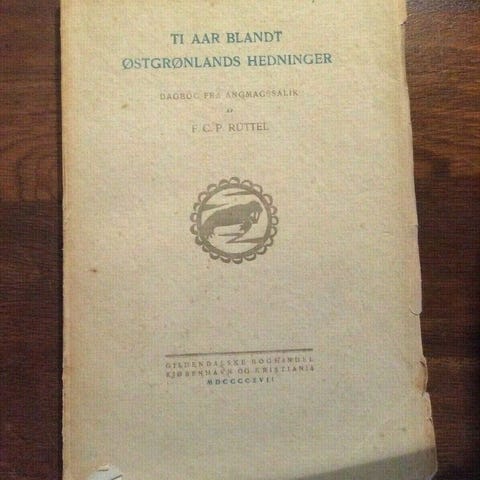 TI AAR BLANDT
ØSTGRØNLANDS HEDNINGER
DAGBOG FRA ANGMAGSSALIK
AF
F. C. P. RÜTTEL
GYLDENDALSKE BOGHANDEL
KJØBENHAVN OG KRISTIANIA
MDCCCCXVII